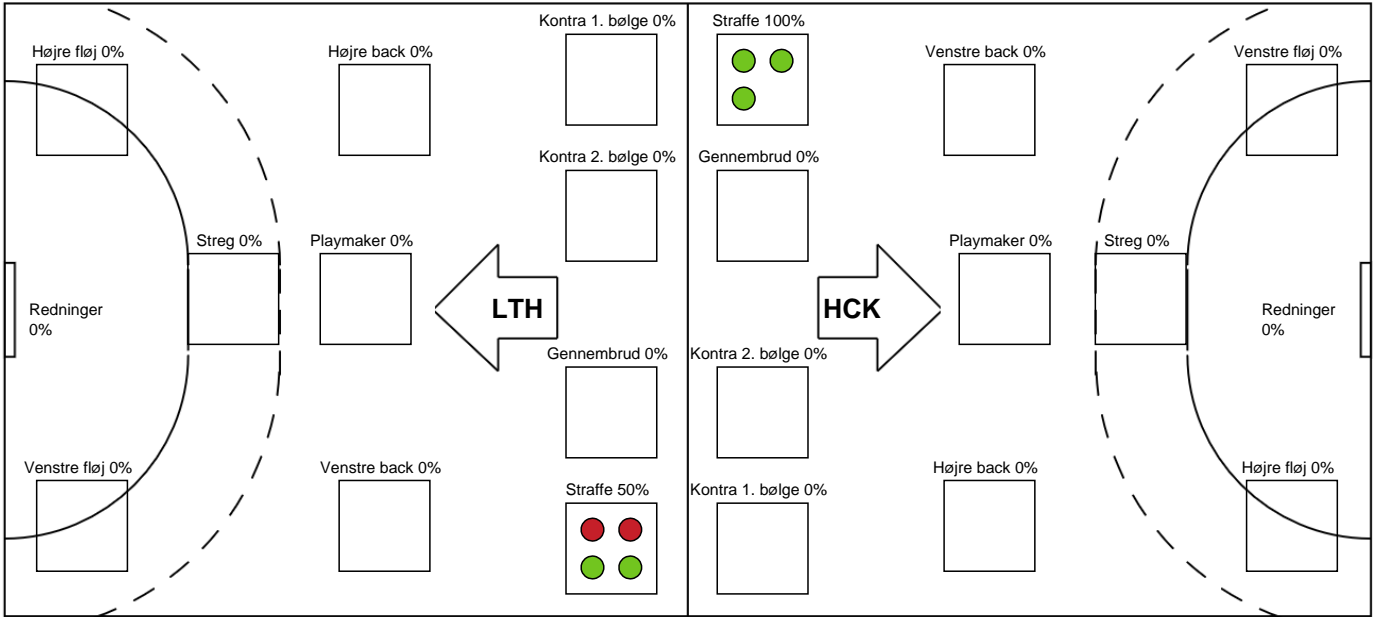 Kontra 1. bølge 0%
Straffe 100%
Højre fløj 0%
Højre back 0%
Venstre back 0%
Venstre fløj 0%
Kontra 2. bølge 0%
Gennembrud 0%
Streg 0%
Playmaker 0%
Playmaker 0%
Streg 0%
Redninger
0%
LTH
HCK
Redninger
0%
Gennembrud 0%
Kontra 2. bølge 0%
Venstre fløj 0%
Venstre back 0%
Højre back 0%
Højre fløj 0%
Straffe 50%
Kontra 1. bølge 0%